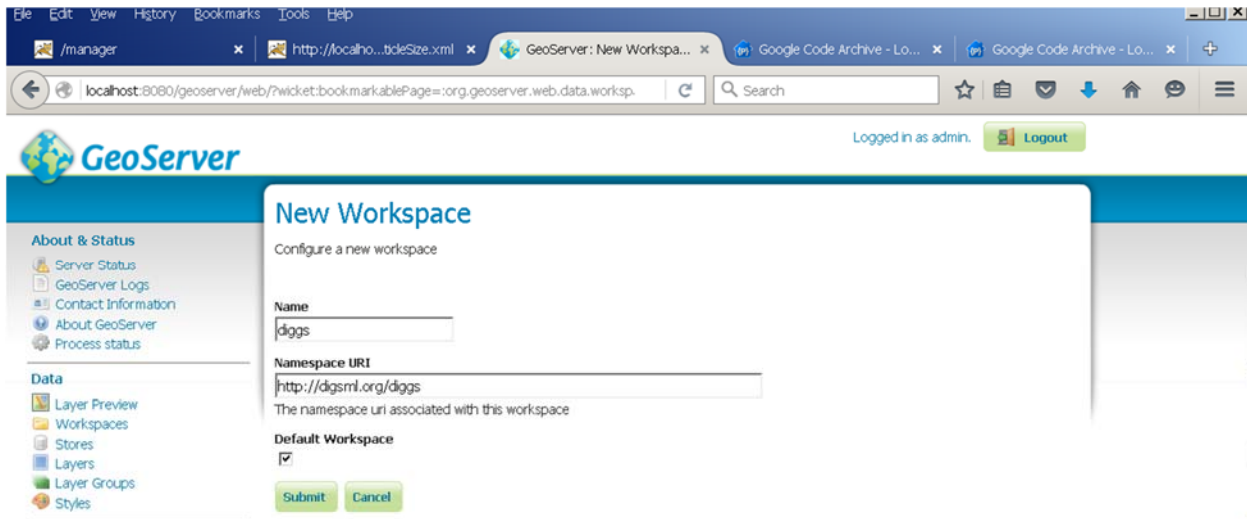 File Edit View History Bookmarks Tools Help
/manager
http://localho...ticleSize.xml
GeoServer: New Workspa...
Google Code Archive - Lo...
Google Code Archive - Lo...
localhost:8080/geoserver/web/?wicket:bookmarkablePage=:org.geoserver.web.data.worksp.
Search
GeoServer
Logged in as admin.
Logout
New Workspace
Configure a new workspace
About & Status
Server Status
GeoServer Logs
Contact Information
About GeoServer
Process status
Data
Layer Preview
Workspaces
Stores
Layers
Layer Groups
Styles
Name
diggs
Namespace URI
http://digsml.org/diggs
The namespace uri associated with this workspace
Default Workspace
Submit
Cancel